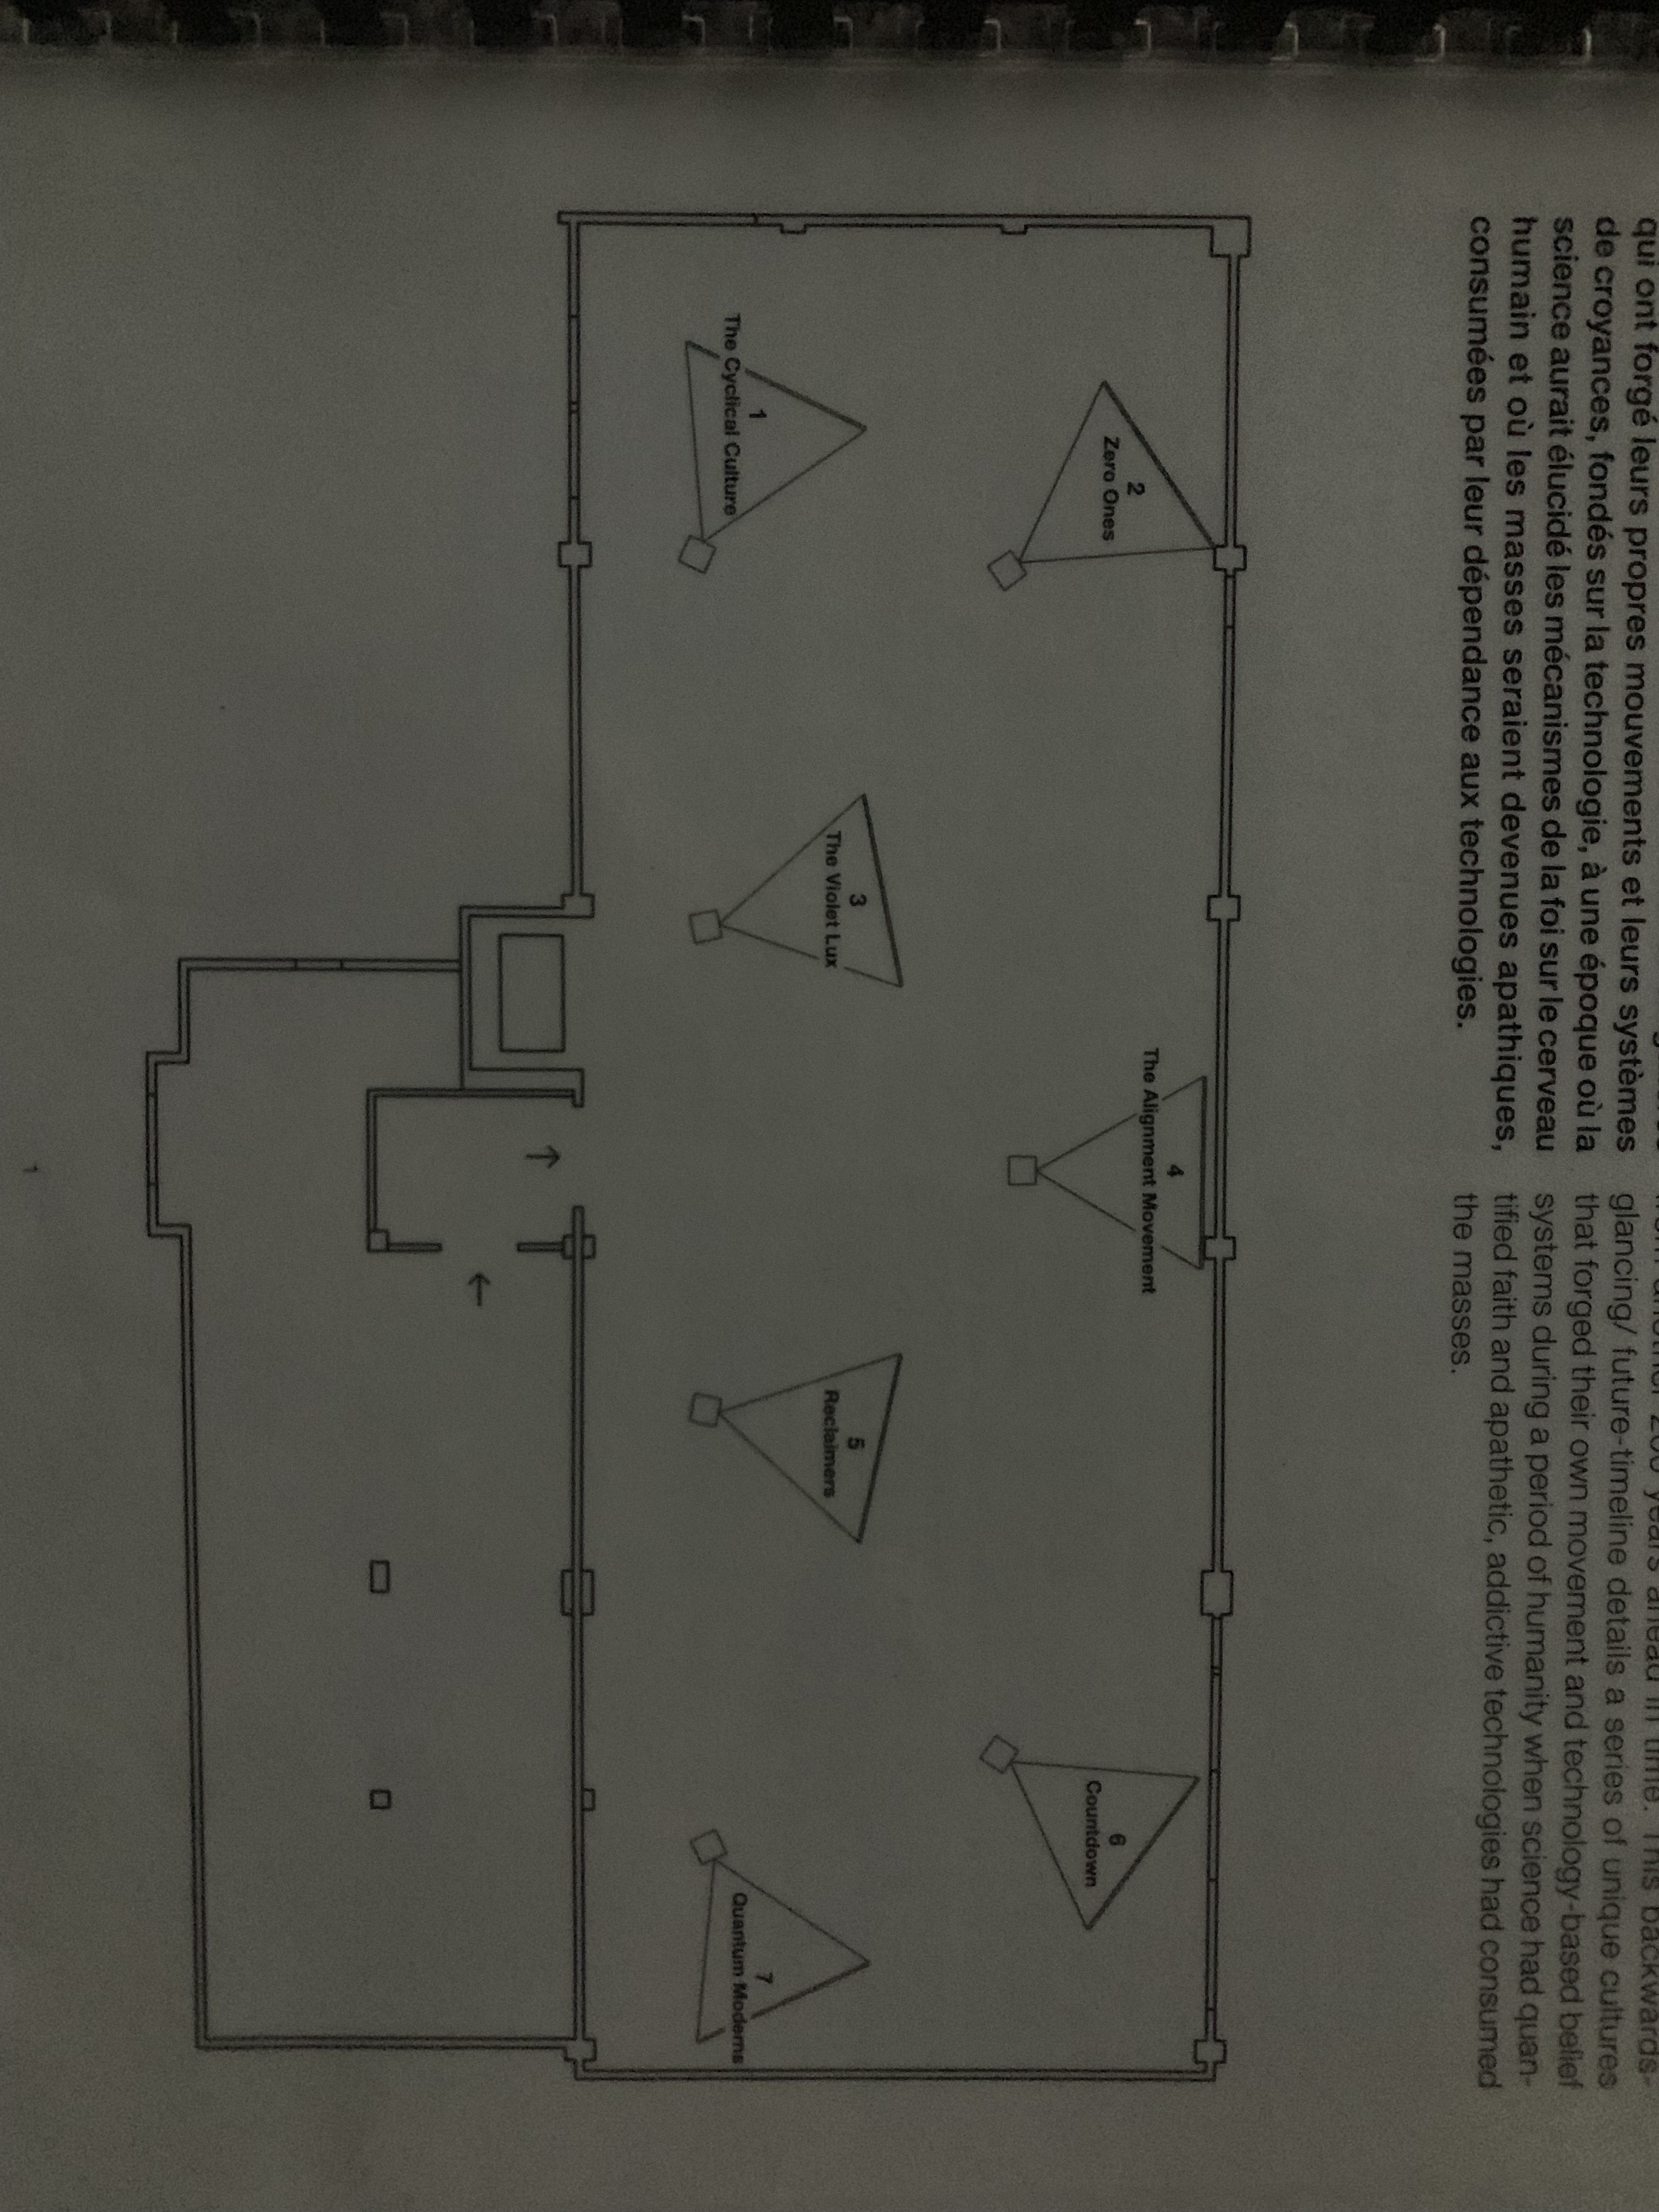 qui ont forgé leurs propres mouvements et leurs systèmes
de croyances, fondés sur la technologie, à une époque où la
science aurait élucidé les mécanismes de la foi sur le cerveau
humain et où les masses seraient devenues apathiques,
consumées par leur dépendance aux technologies.
from another 200 years ahead in time. This backwards-
glancing/ future-timeline details a series of unique cultures
that forged their own movement and technology-based belief
systems during a period of humanity when science had quan-
tified faith and apathetic, addictive technologies had consumed
the masses.
2
Zero Ones
4
The Alignment Movement
6
Countdown
1
The Cyclical Culture
3
The Violet Lux
5
Reclaimers
7
Quantum Moderns
1